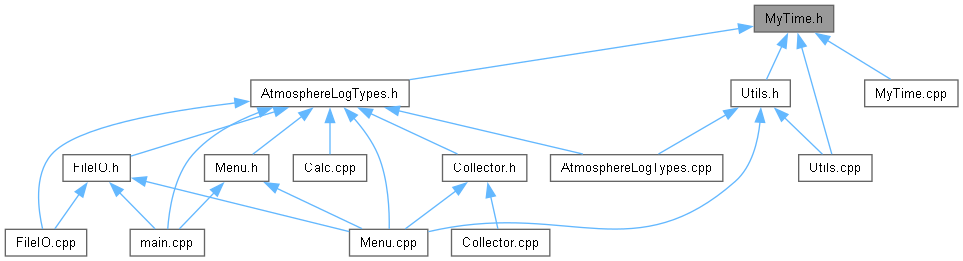 MyTime.h
AtmosphereLogTypes.h
Utils.h
MyTime.cpp
FileIO.h
Menu.h
Calc.cpp
Collector.h
AtmosphereLogTypes.cpp
Utils.cpp
FileIO.cpp
main.cpp
Menu.cpp
Collector.cpp